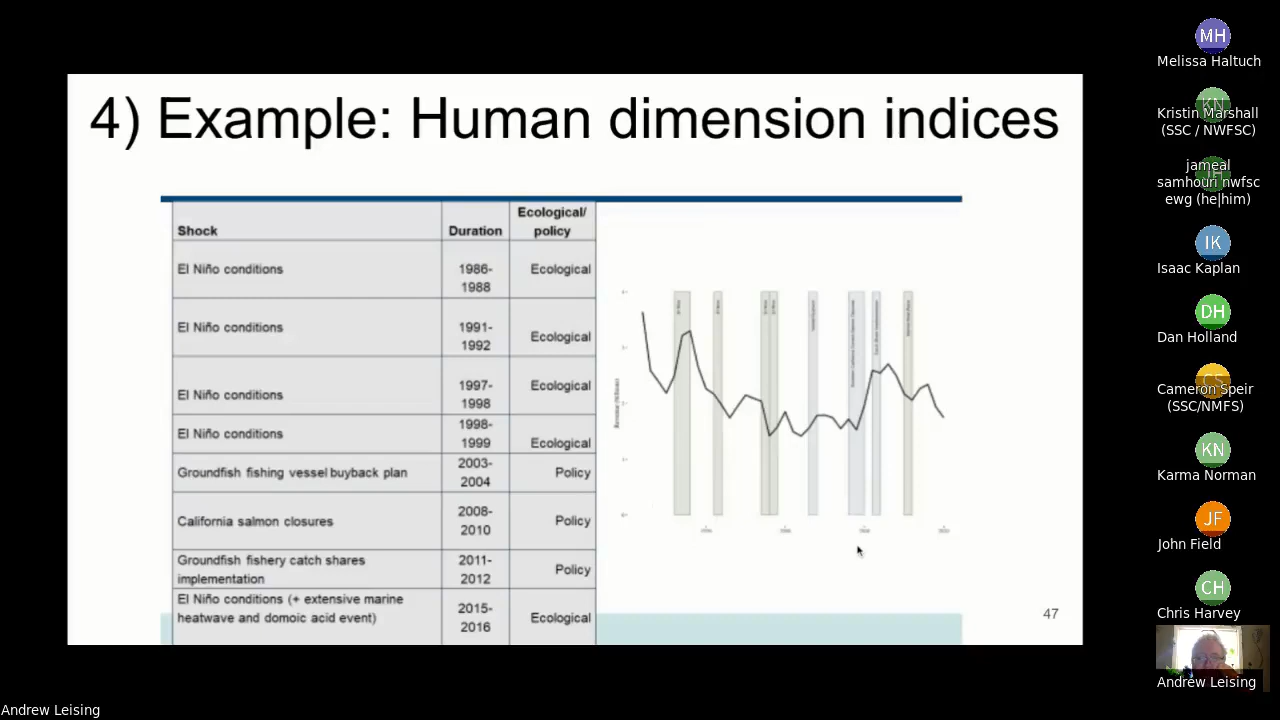 4) Example: Human dimension indices
Shock
Duration
Ecological/
policy
El Niño conditions
1986-
1988
Ecological
El Niño conditions
1991-
1992
Ecological
El Niño conditions
1997-
1998
Ecological
El Niño conditions
1998-
1999
Ecological
Groundfish fishing vessel buyback plan
2003-
2004
Policy
California salmon closures
2008-
2010
Policy
Groundfish fishery catch shares
implementation
2011-
2012
Policy
El Niño conditions (+ extensive marine
heatwave and domoic acid event)
2015-
2016
Ecological
47
MH
Melissa Haltuch
KN
Kristin Marshall
(SSC / NWFSC)
jameal
samhouri nwfsc
ewg (he|him)
IK
Isaac Kaplan
DH
Dan Holland
CS
Cameron Speir
(SSC/NMFS)
KN
Karma Norman
JF
John Field
CH
Chris Harvey
Andrew Leising
Andrew Leising